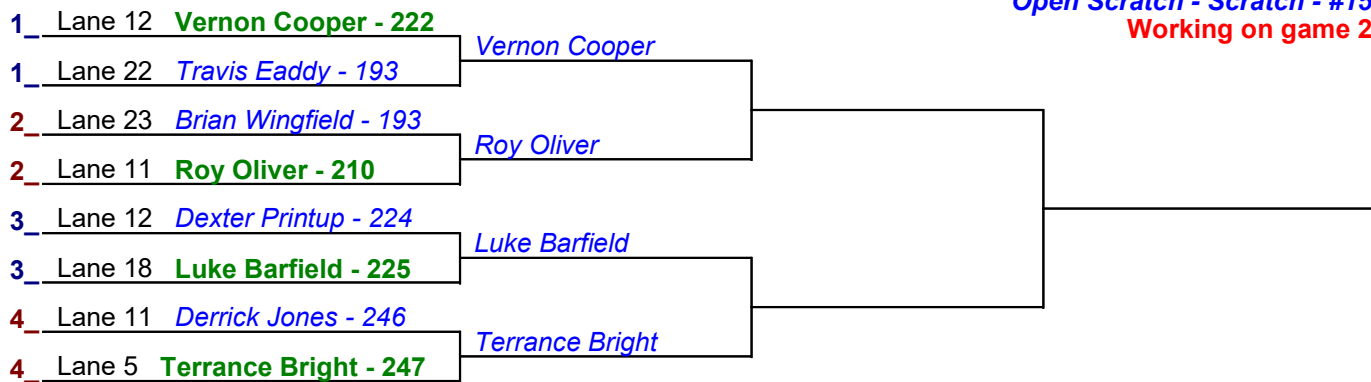 Open Scratch - Scratch - #15
Working on game 2
1_ Lane 12 Vernon Cooper - 222
Vernon Cooper
1_ Lane 22 Travis Eaddy - 193
2_ Lane 23 Brian Wingfield - 193
Roy Oliver
2_ Lane 11 Roy Oliver - 210
3_ Lane 12 Dexter Printup - 224
Luke Barfield
3_ Lane 18 Luke Barfield - 225
4_ Lane 11 Derrick Jones - 246
Terrance Bright
4_ Lane 5 Terrance Bright - 247